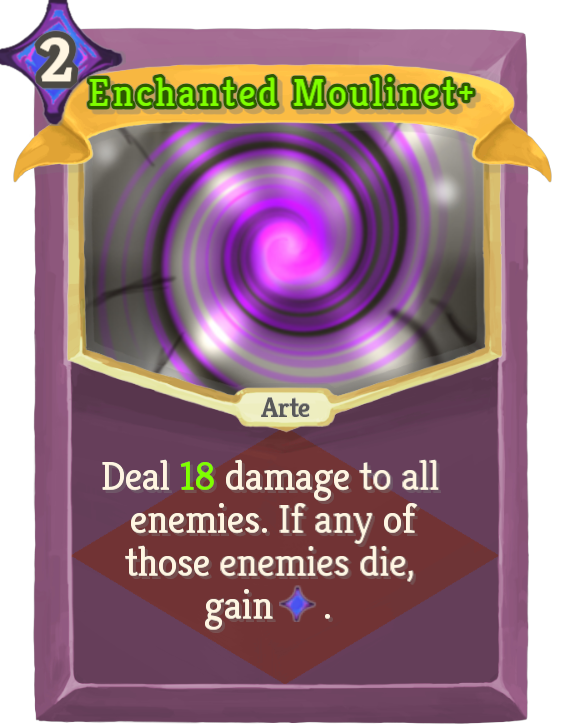 2
Enchanted Moulinet+
Arte
Deal 18 damage to all
enemies. If any of
those enemies die,
gain .